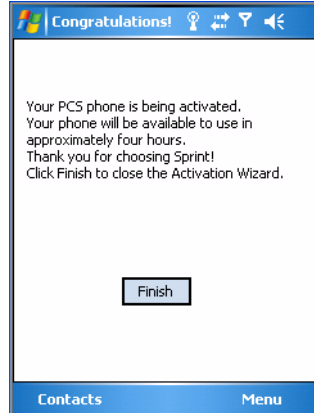 Congratulations!
Your PCS phone is being activated.
Your phone will be available to use in
approximately four hours.
Thank you for choosing Sprint!
Click Finish to close the Activation Wizard.
Finish
Contacts Menu